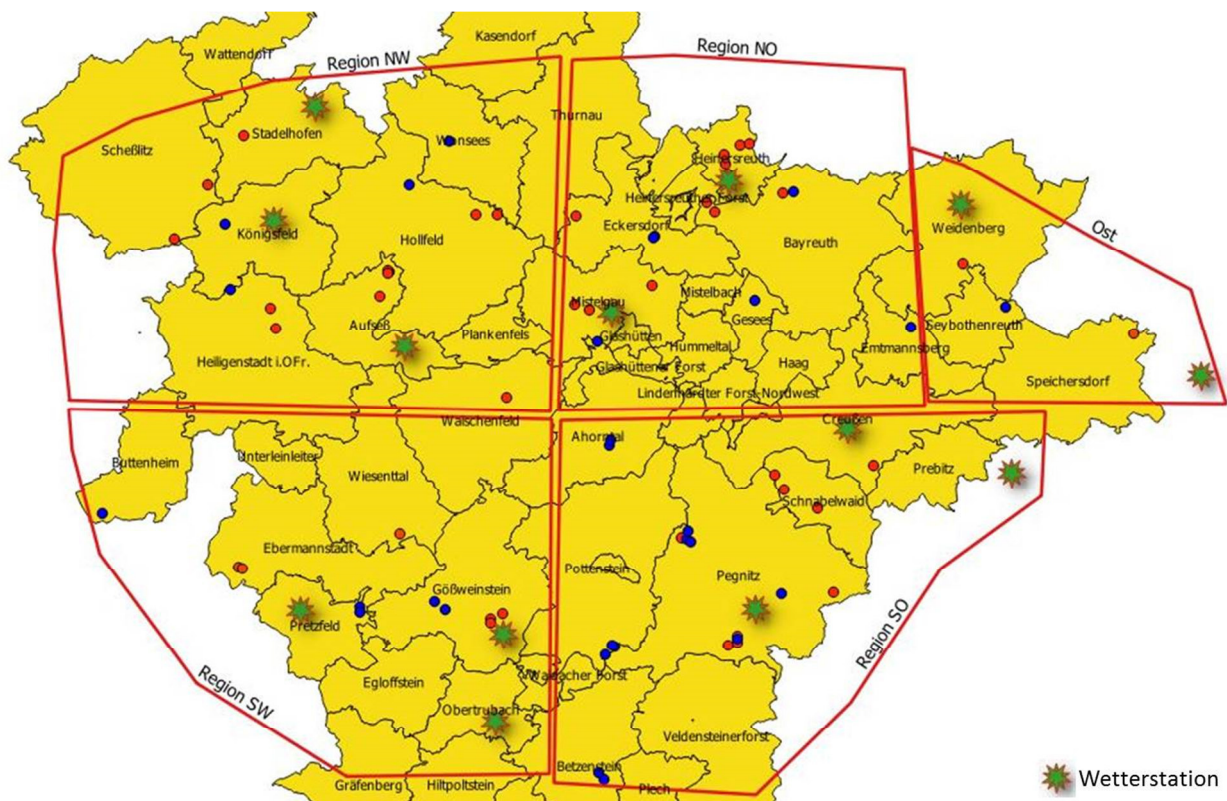 Wattendorf
Kasendorf
Region NW
Region NO
Thurnau
Stadelhofen
Wonsees
Scheßlitz
Heinersreuth
Heinersreuther Forst
Königsfeld
Hollfeld
Eckersdorf
Bayreuth
Weidenberg
Ost
Mistelgau
Mistelbach
Gesees
Aufseß
Plankenfels
Glashütten
Hummeltal
Emtmannsberg
Seybothenreuth
Heiligenstadt i.OFr.
Glashüttener Forst
Haag
Speichersdorf
Lindenhardter Forst-Nordwest
Waischenfeld
Creußen
Ahorntal
Buttenheim
Unterleinleiter
Wiesenttal
Prebitz
Schnabelwaid
Ebermannstadt
Pottenstein
Pegnitz
Gößweinstein
Pretzfeld
Region SO
Region SW
Egloffstein
Waidacher Forst
Obertrubach
Veldensteinerforst
Betzenstein
Gräfenberg
Hiltpoltstein
Plech
Wetterstation